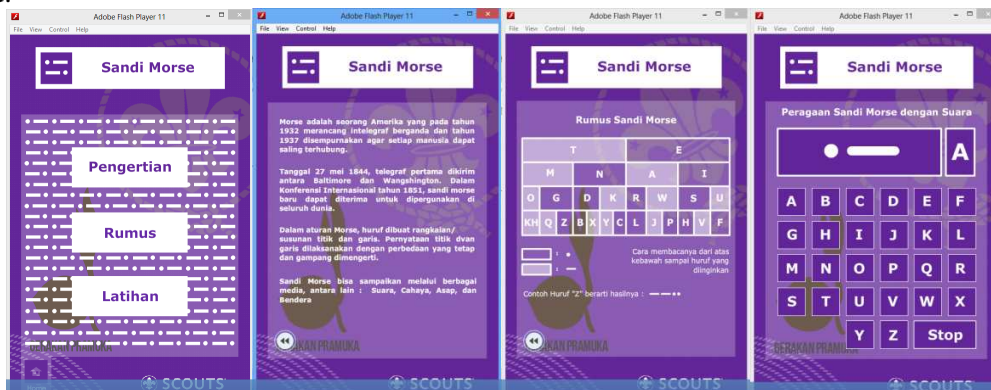 Adobe Flash Player 11
File View Control Help
Sandi Morse
Pengertian
Rumus
Latihan
Home
SCOUTS
Adobe Flash Player 11
File View Control Help
Sandi Morse
Morse adalah seorang Amerika yang pada tahun
1932 merancang intelegraf berganda dan tahun
1937 disempurnakan agar setiap manusia dapat
saling terhubung.
Tanggal 27 mei 1844, telegraf pertama dikirim
antara Baltimore dan Wangshington. Dalam
Konferensi Internasional tahun 1851, sandi morse
baru dapat diterima untuk dipergunakan di
seluruh dunia.
Dalam aturan Morse, huruf dibuat rangkaian/
susunan titik dan garis. Pernyataan titik dvan
garis dilaksanakan dengan perbedaan yang tetap
dan gampang dimengerti.
Sandi Morse bisa sampaikan melalui berbagai
media, antara lain : Suara, Cahaya, Asap, dan
Bendera
PRAMUKA
SCOUTS
Adobe Flash Player 11
File View Control Help
Sandi Morse
Rumus Sandi Morse
T E
M N A I
O G D K R W S U
KH Q Z B X Y C L J P H V F
Cara membacanya dari atas
kebawah sampai huruf yang
diinginkan
Contoh Huruf "Z" berarti hasilnya :
PRAMUKA
SCOUTS
Adobe Flash Player 11
File View Control Help
Sandi Morse
Peragaan Sandi Morse dengan Suara
A
A B C D E F
G H I J K L
M N O P Q R
S T U V W X
Y Z Stop
SCOUTS